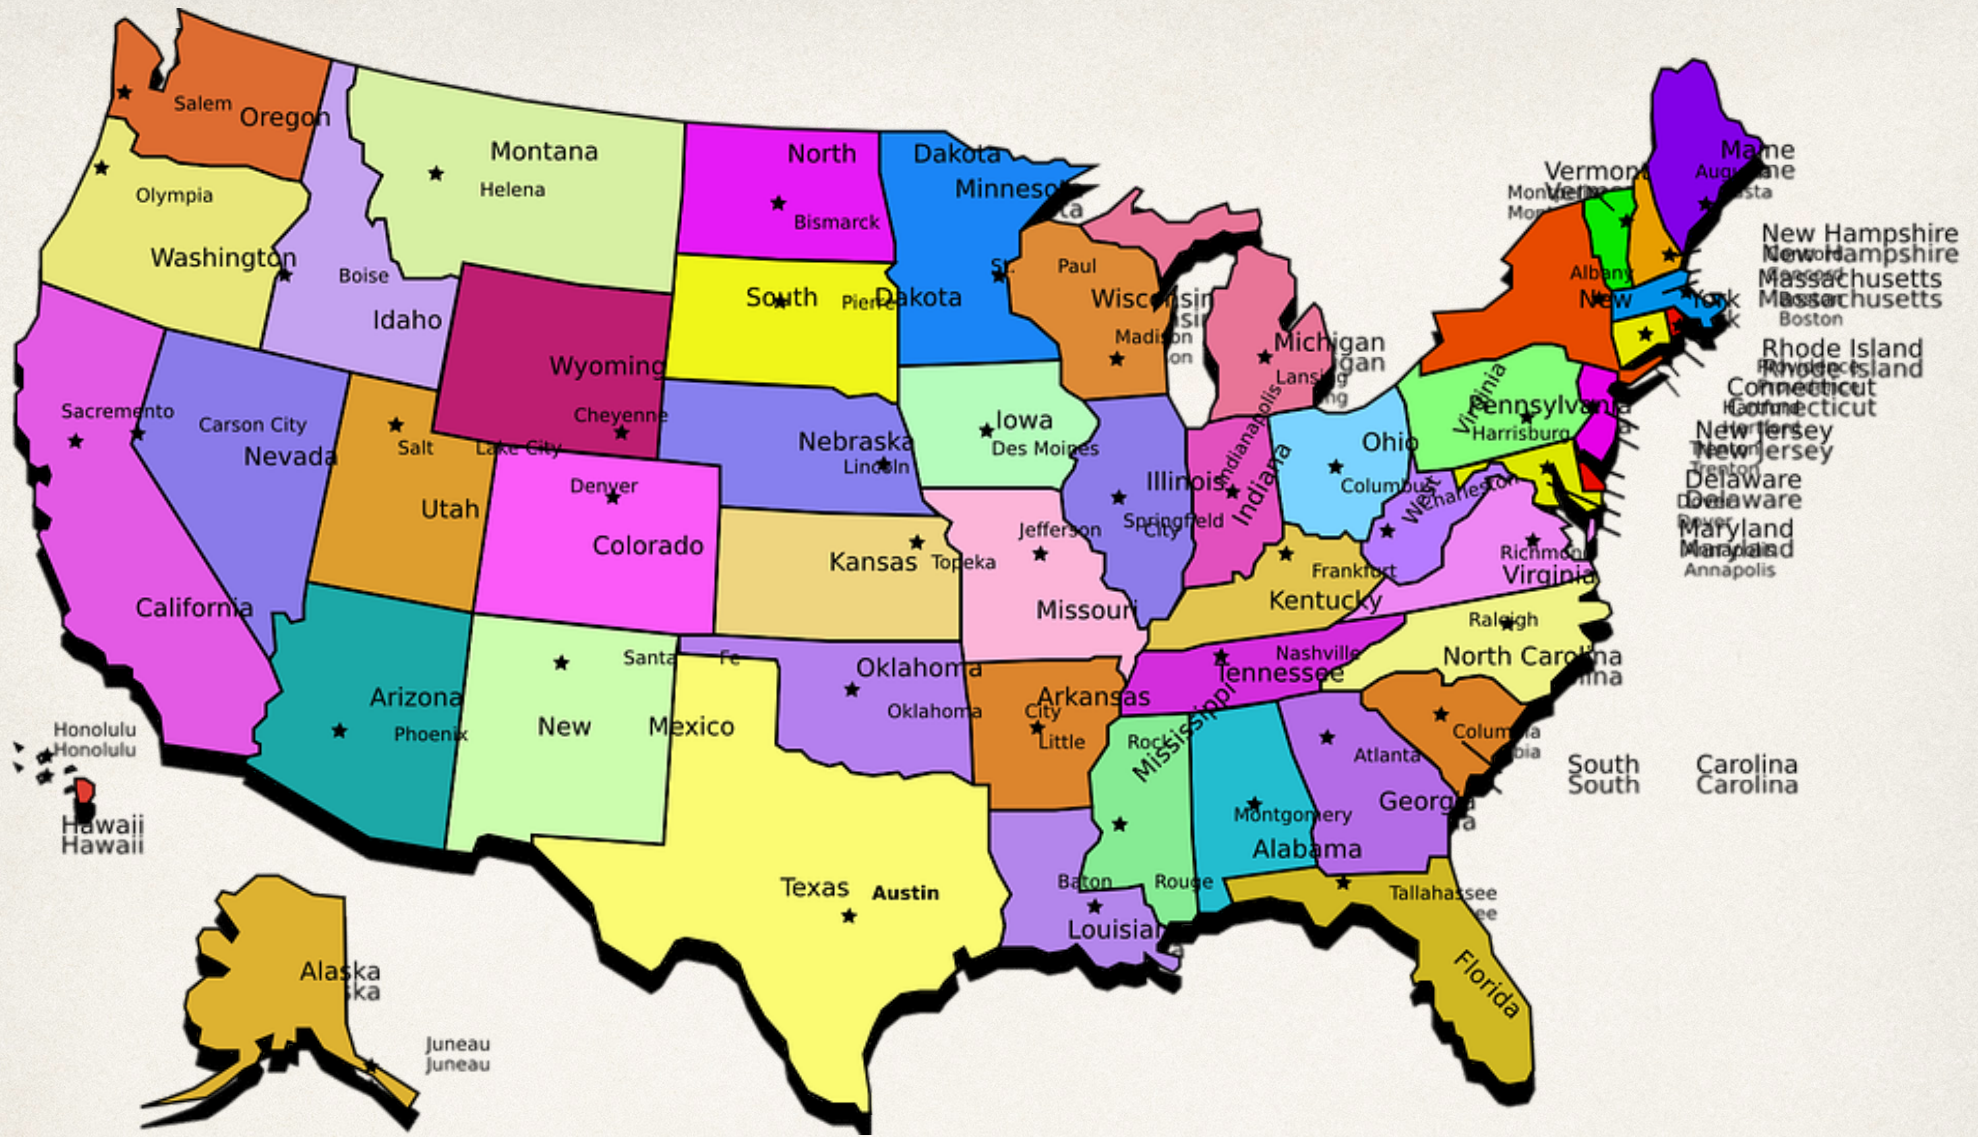 Salem
Oregon
Olympia
Washington
Boise
Idaho
Montana
Helena
North Dakota
Bismarck
South Dakota
Pierre
Minnesota
St. Paul
Wisconsin
Madison
Michigan
Lansing
Wyoming
Cheyenne
Sacremento
California
Carson City
Nevada
Salt Lake City
Utah
Denver
Colorado
Nebraska
Lincoln
Iowa
Des Moines
Kansas
Topeka
Jefferson City
Missouri
Illinois
Springfield
Indianapolis
Indiana
Ohio
Columbus
Frankfurt
Kentucky
West Virginia
Charleston
Richmond
Virginia
Pennsylvania
Harrisburg
Albany
New York
Vermont
Montpelier
Maine
Augusta
New Hampshire
Concord
Massachusetts
Boston
Rhode Island
Providence
Connecticut
Hartford
New Jersey
Trenton
Delaware
Dover
Maryland
Annapolis
Raleigh
North Carolina
Nashville
Tennessee
Columbia
South Carolina
Atlanta
Georgia
Montgomery
Alabama
Mississippi
Arkansas
Little Rock
Oklahoma
Oklahoma City
Santa Fe
New Mexico
Arizona
Phoenix
Texas
Austin
Baton Rouge
Louisiana
Tallahassee
Florida
Honolulu
Hawaii
Alaska
Juneau